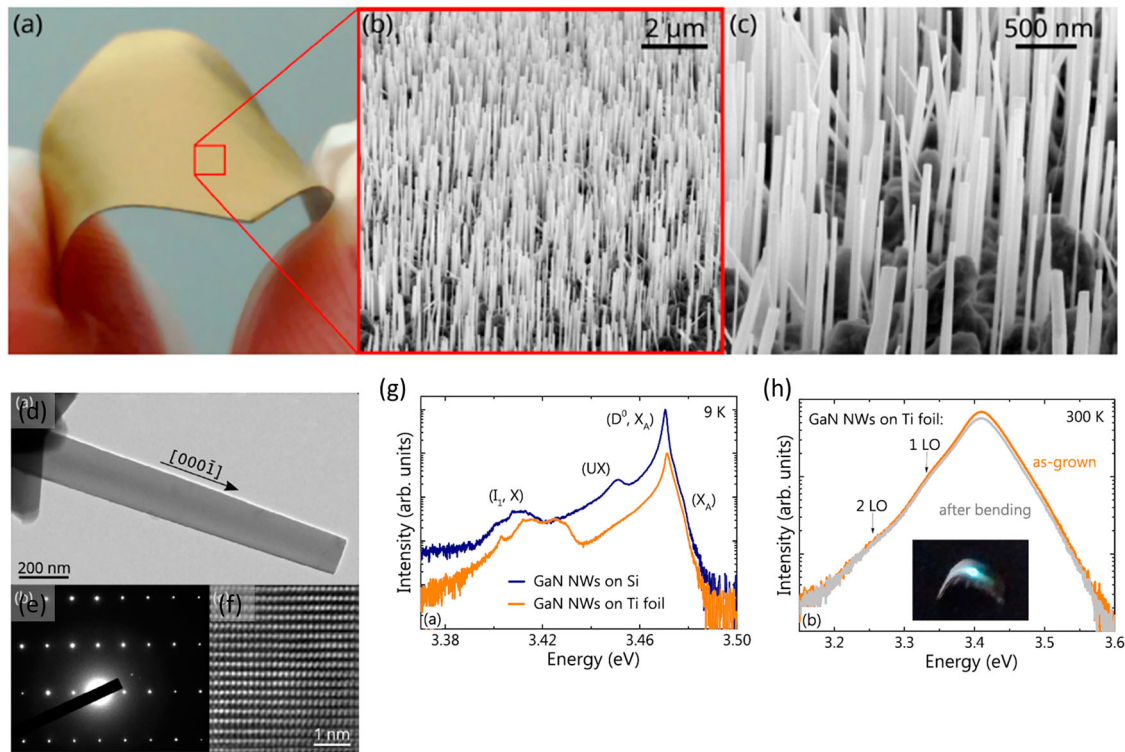 (a)
(b)
2 µm
(c)
500 nm
(a)
(d)
[0001̄]
200 nm
(b)
(e)
(f)
1 nm
(g)
Intensity (arb. units)
(D⁰, X_A)
9 K
(UX)
(I₁, X)
(X_A)
GaN NWs on Si
GaN NWs on Ti foil
(a)
3.38 3.42 3.46 3.50
Energy (eV)
(h)
Intensity (arb. units)
GaN NWs on Ti foil:
300 K
1 LO
as-grown
2 LO
after bending
(b)
3.2 3.3 3.4 3.5 3.6
Energy (eV)